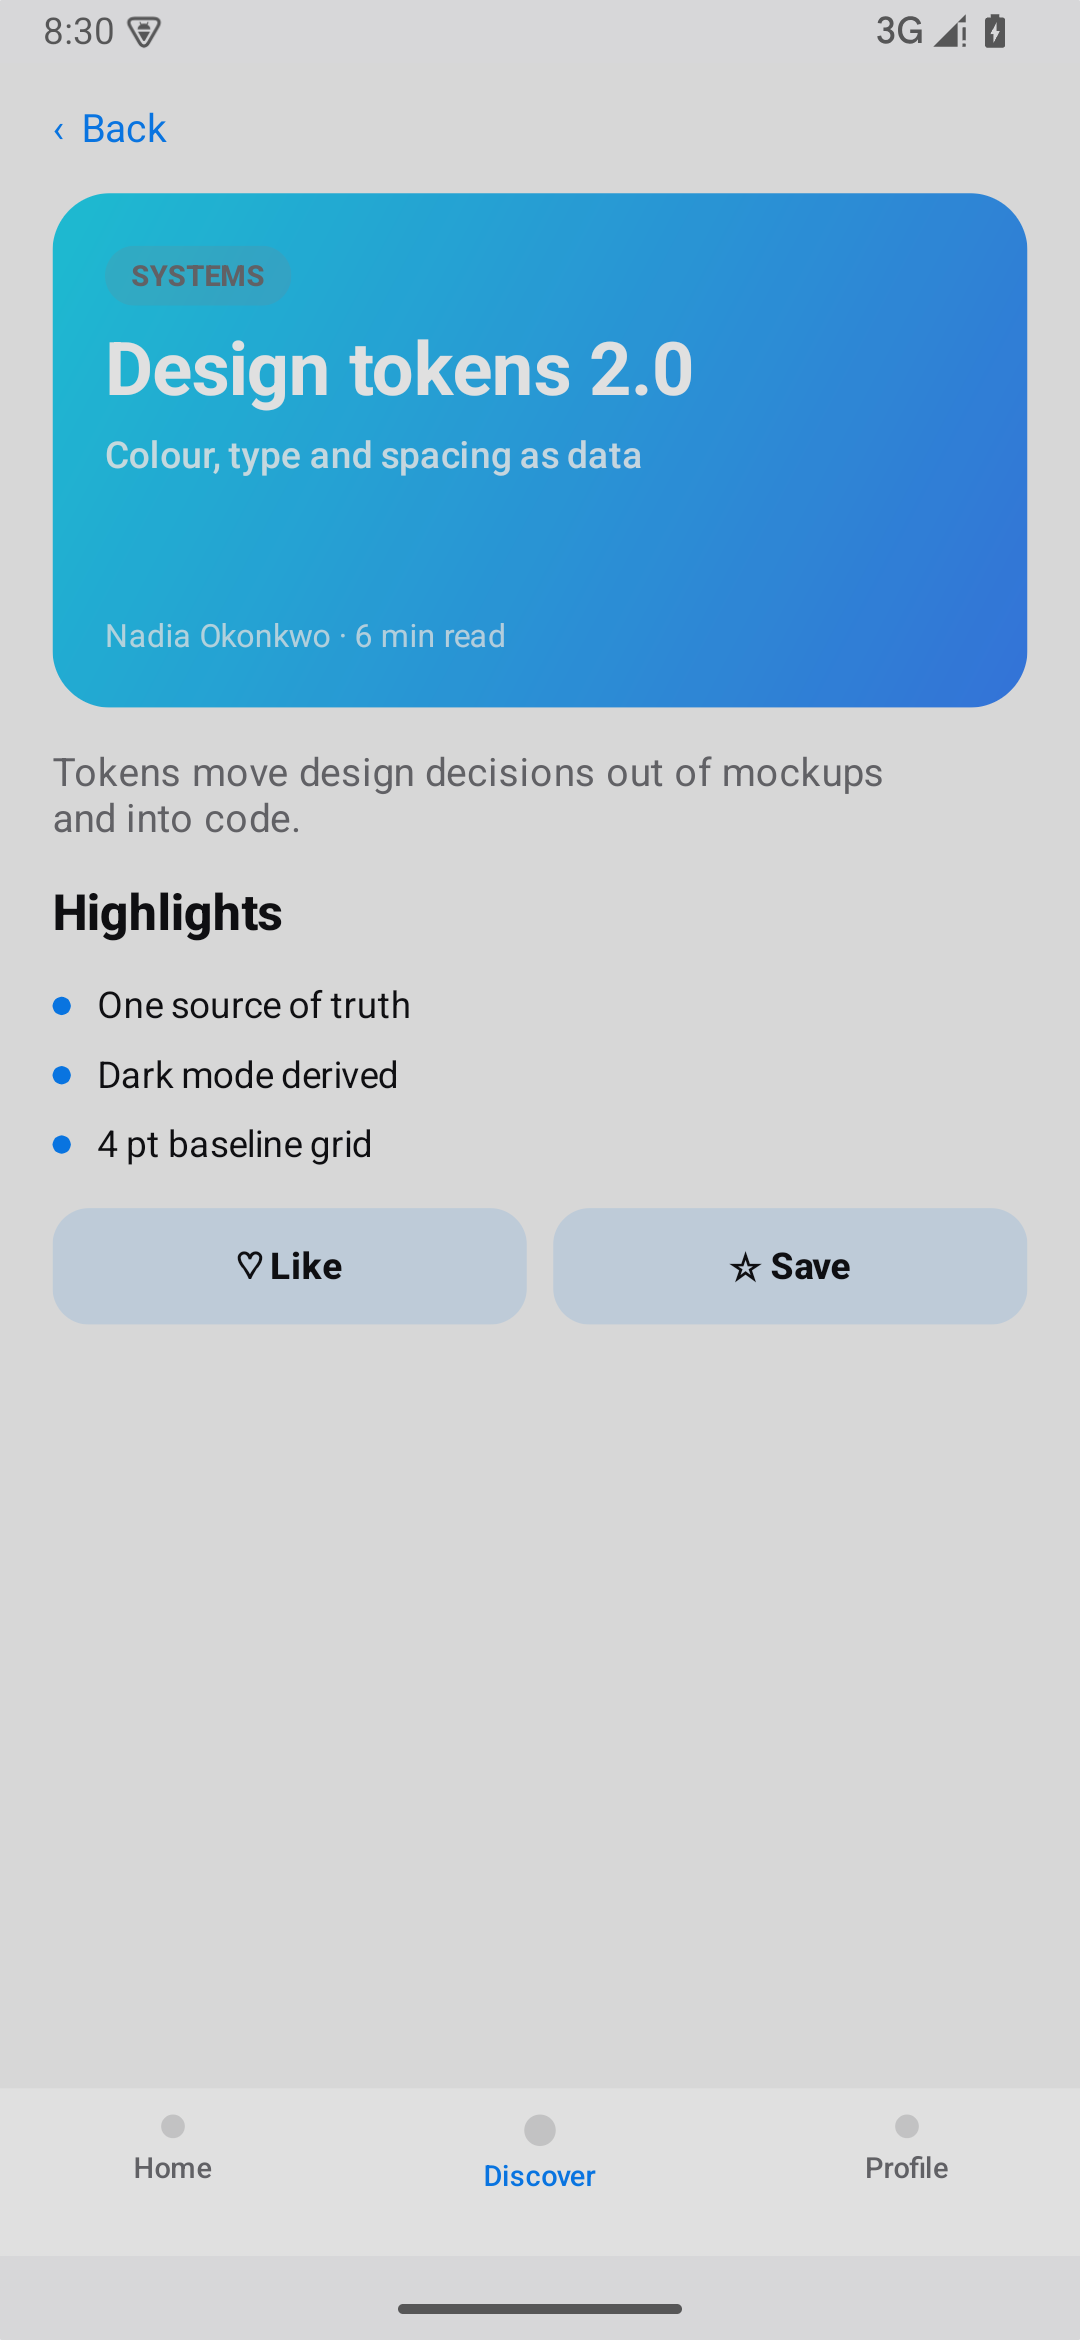 8:30
3G
‹ Back
SYSTEMS
Design tokens 2.0
Colour, type and spacing as data
Nadia Okonkwo · 6 min read
Tokens move design decisions out of mockups
and into code.
Highlights
One source of truth
Dark mode derived
4 pt baseline grid
♡ Like
☆ Save
Home
Discover
Profile